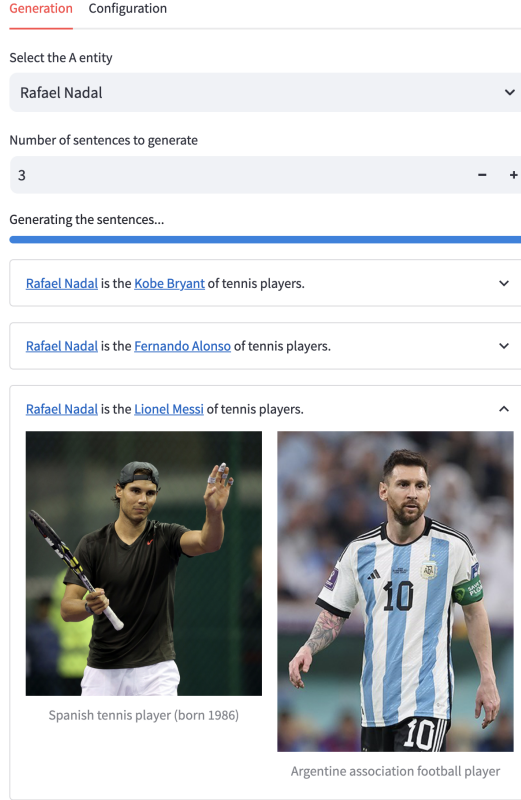 Generation Configuration
Select the A entity
Rafael Nadal
Number of sentences to generate
3
Generating the sentences...
Rafael Nadal is the Kobe Bryant of tennis players.
Rafael Nadal is the Fernando Alonso of tennis players.
Rafael Nadal is the Lionel Messi of tennis players.
10
10
Spanish tennis player (born 1986)
Argentine association football player